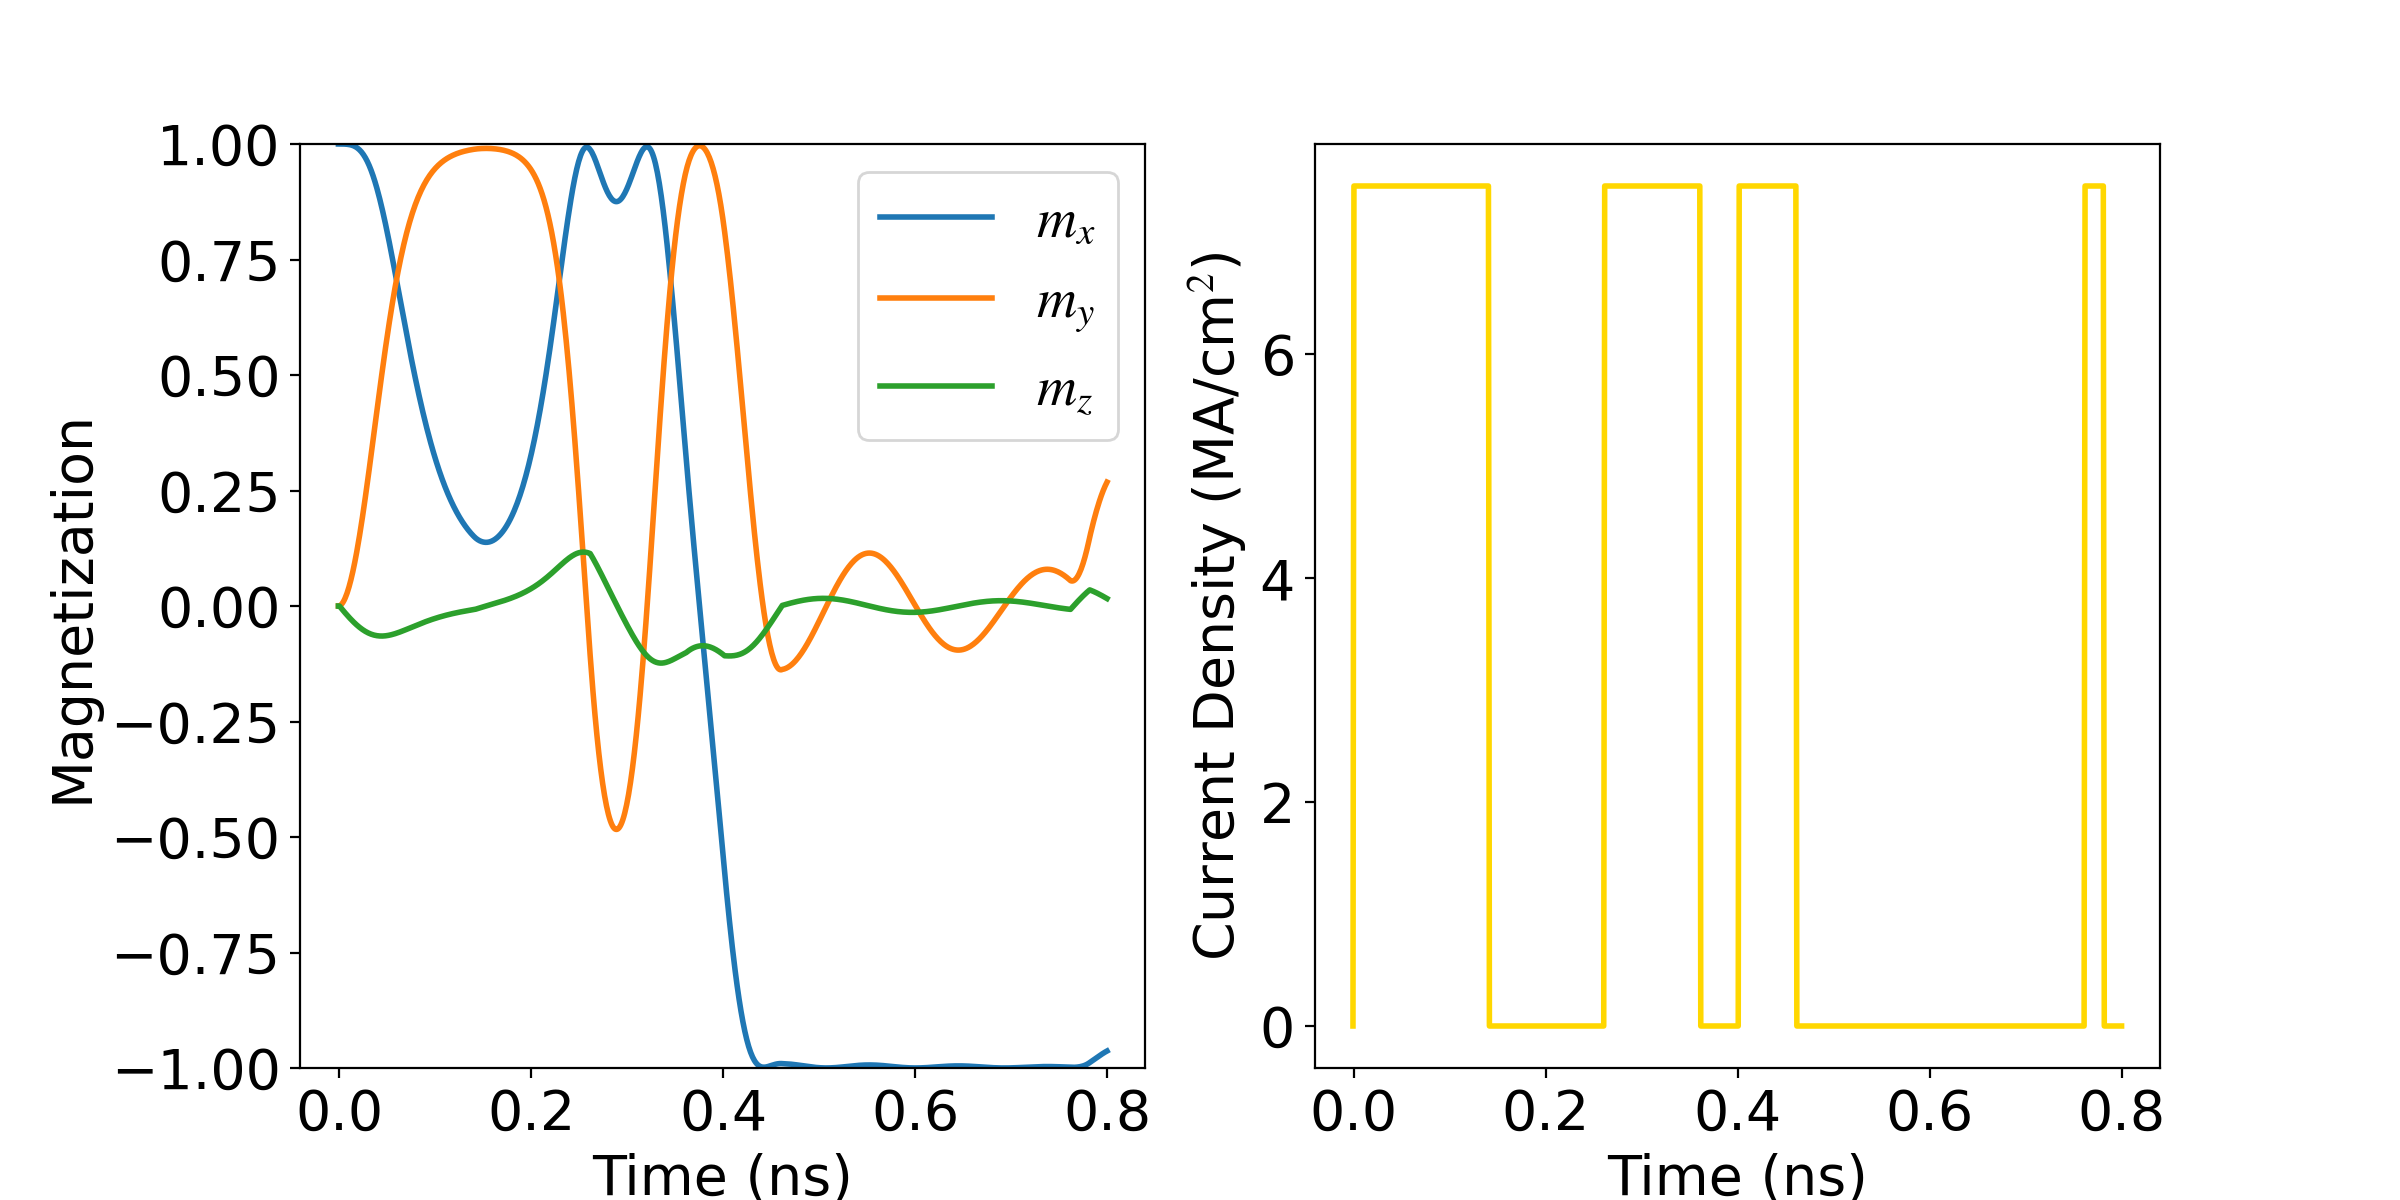 Magnetization
1.00
0.75
0.50
0.25
0.00
−0.25
−0.50
−0.75
−1.00
0.0 0.2 0.4 0.6 0.8
Time (ns)
m_x
m_y
m_z
Current Density (MA/cm²)
6
4
2
0
0.0 0.2 0.4 0.6 0.8
Time (ns)